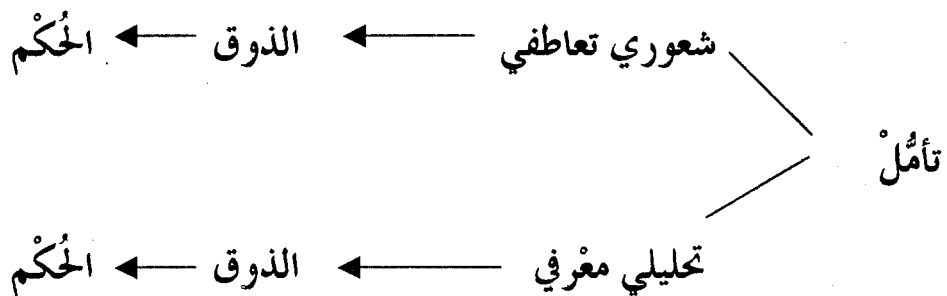 شعوري تعاطفي الذوق الحُكْم
تأمُّلْ
تحليلي معْرفي الذوق الحُكْم